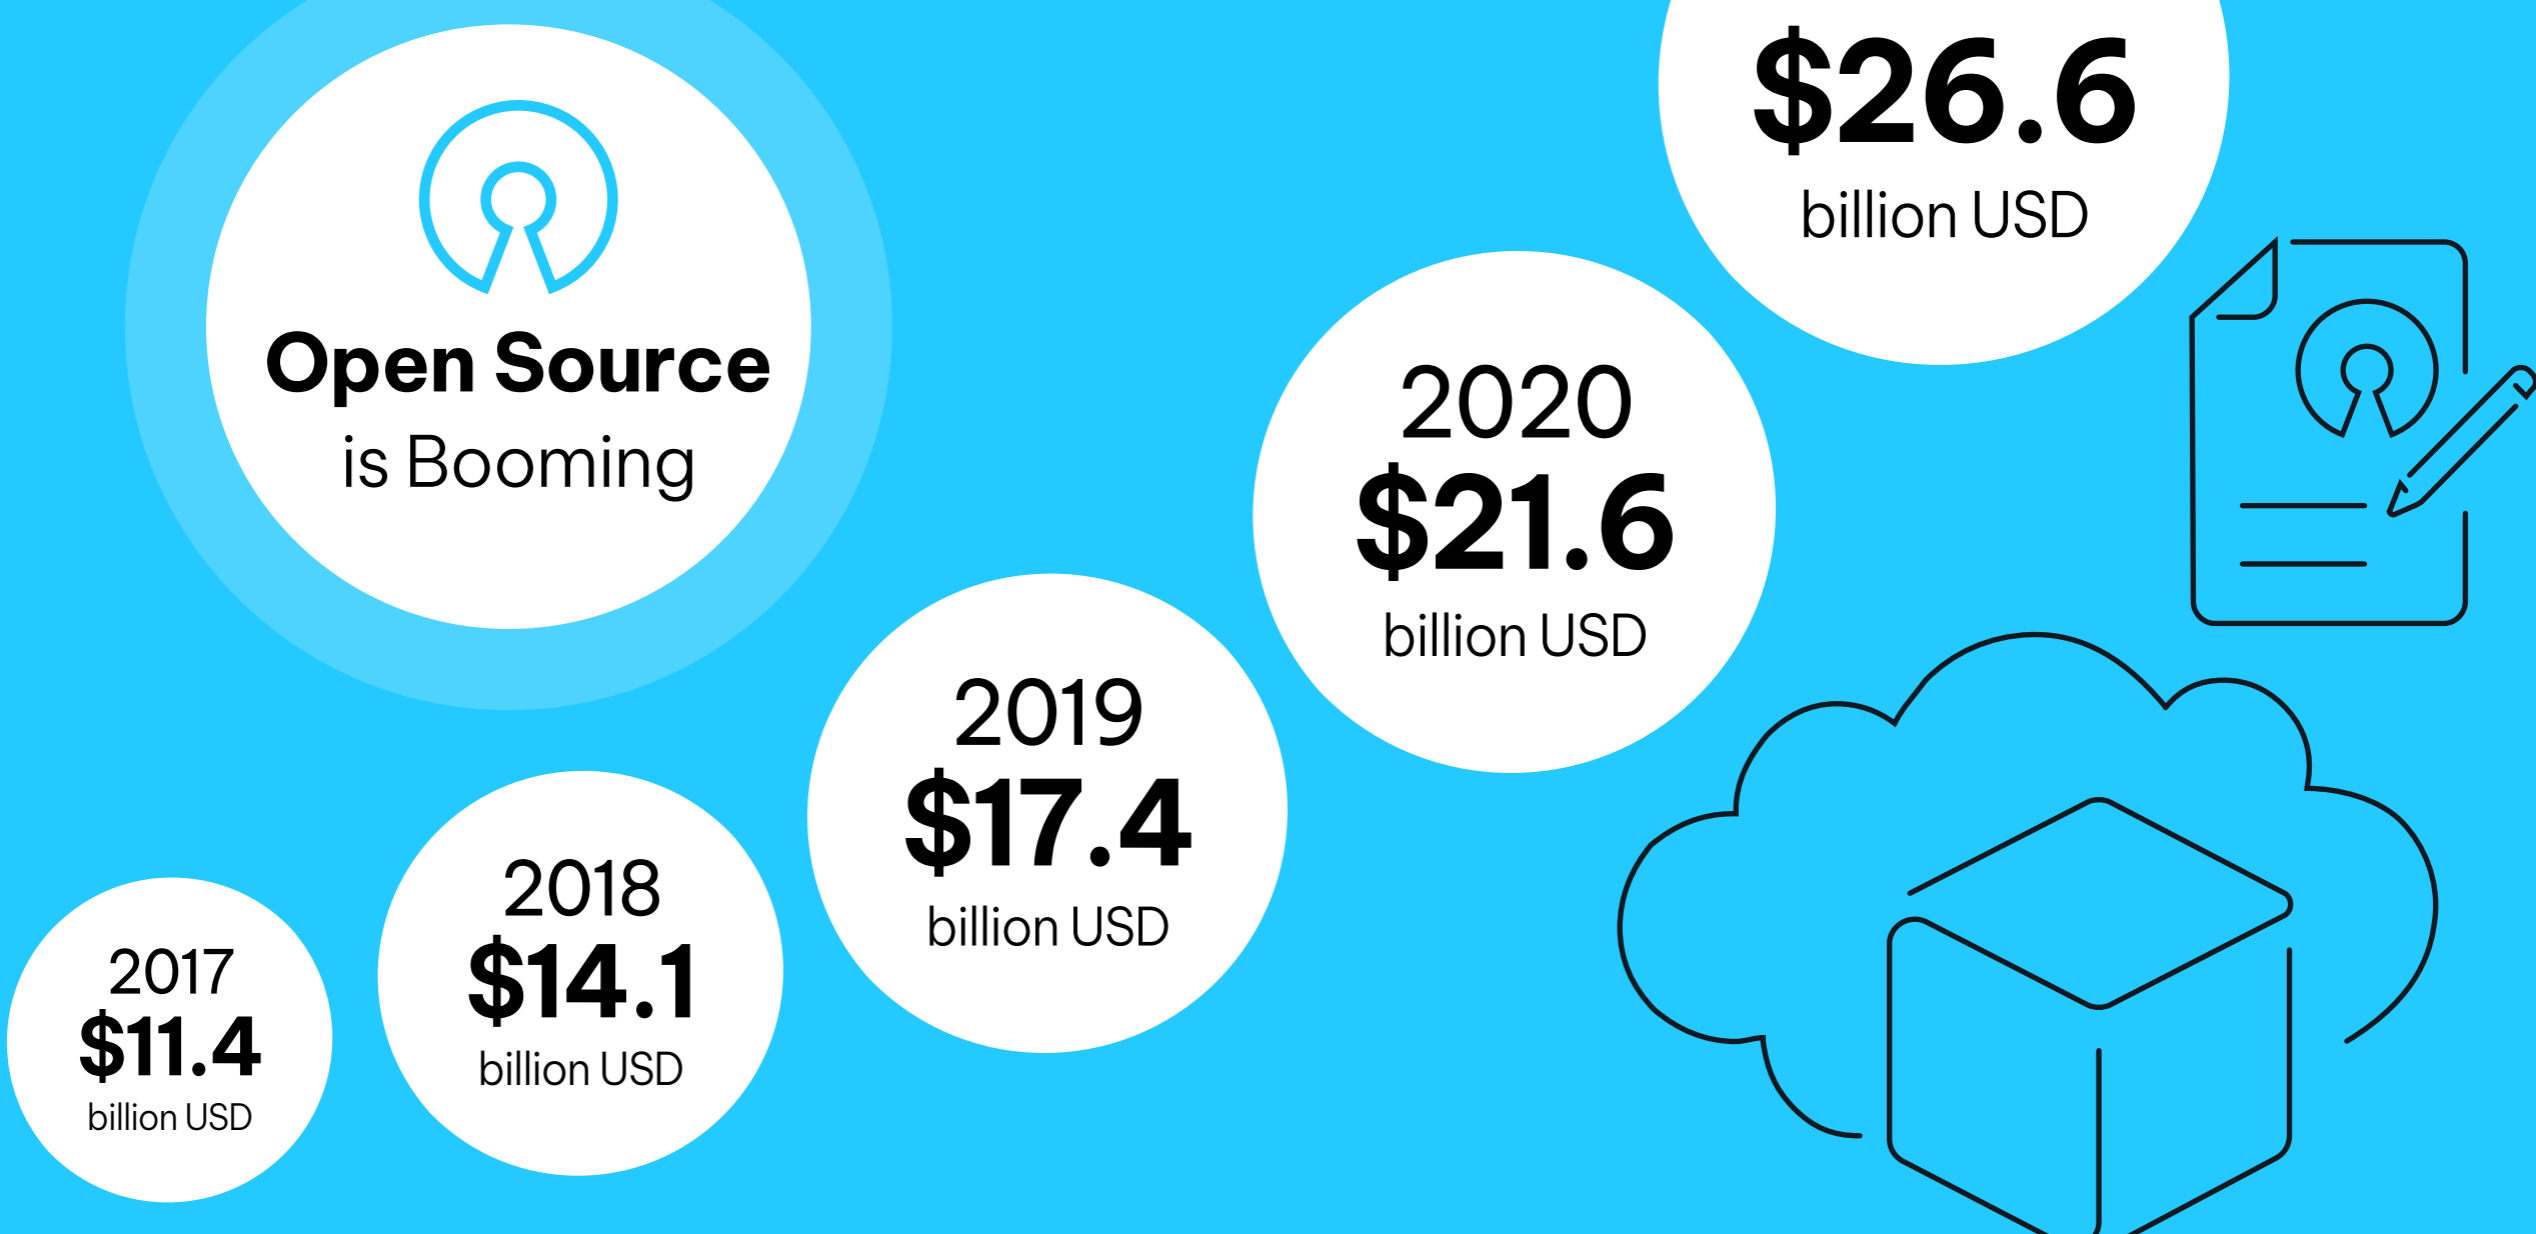 Open Source
is Booming
2017
$11.4
billion USD
2018
$14.1
billion USD
2019
$17.4
billion USD
2020
$21.6
billion USD
$26.6
billion USD